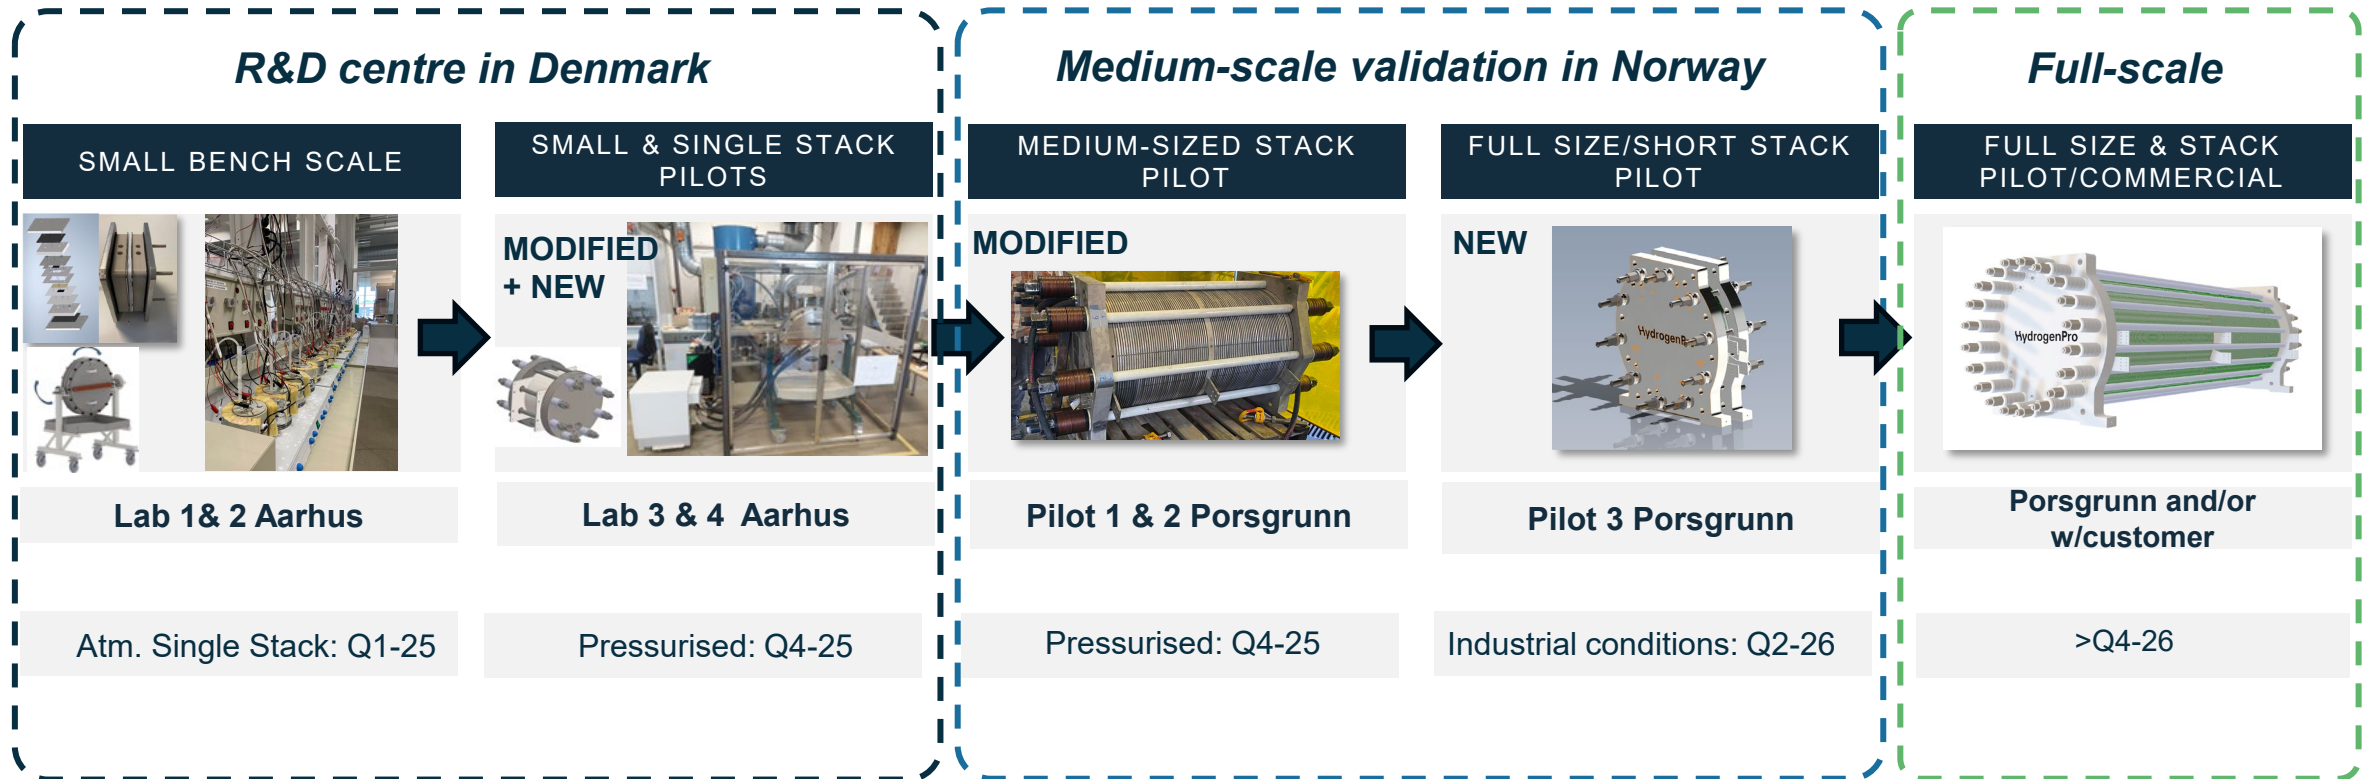 R&D centre in Denmark
Medium-scale validation in Norway
Full-scale
SMALL BENCH SCALE
SMALL & SINGLE STACK
PILOTS
MEDIUM-SIZED STACK
PILOT
FULL SIZE/SHORT STACK
PILOT
FULL SIZE & STACK
PILOT/COMMERCIAL
MODIFIED
+ NEW
MODIFIED
NEW
HydrogenP
HydrogenPro
Lab 1& 2 Aarhus
Lab 3 & 4 Aarhus
Pilot 1 & 2 Porsgrunn
Pilot 3 Porsgrunn
Porsgrunn and/or
w/customer
Atm. Single Stack: Q1-25
Pressurised: Q4-25
Pressurised: Q4-25
Industrial conditions: Q2-26
>Q4-26